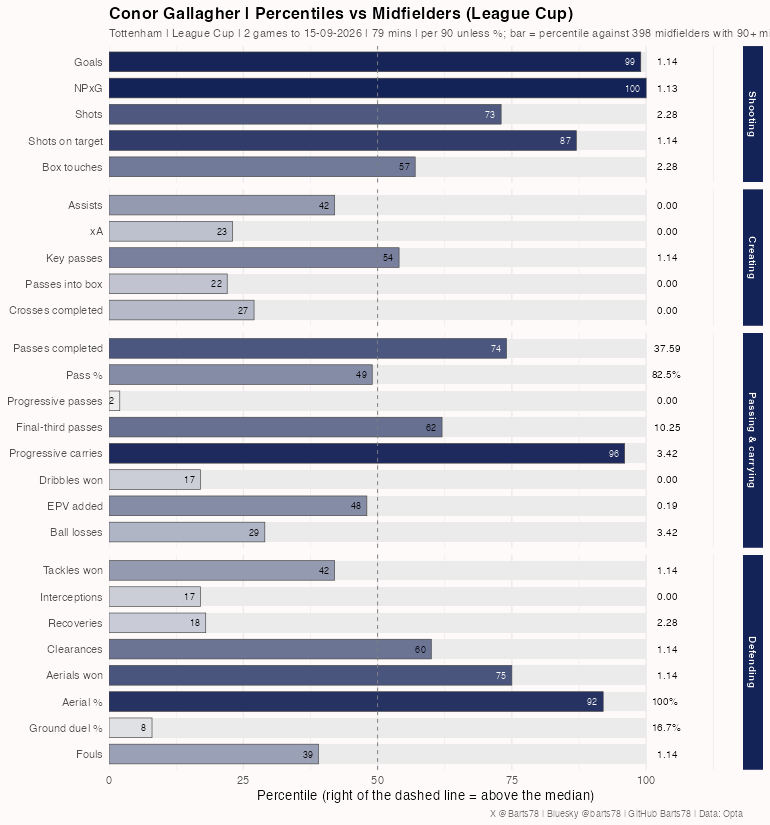 Conor Gallagher | Percentiles vs Midfielders (League Cup)
Tottenham | League Cup | 2 games to 15-09-2026 | 79 mins | per 90 unless %; bar = percentile against 398 midfielders with 90+ mi
Shooting
Goals 99 1.14
NPxG 100 1.13
Shots 73 2.28
Shots on target 87 1.14
Box touches 57 2.28
Creating
Assists 42 0.00
xA 23 0.00
Key passes 54 1.14
Passes into box 22 0.00
Crosses completed 27 0.00
Passing & carrying
Passes completed 74 37.59
Pass % 49 82.5%
Progressive passes 2 0.00
Final-third passes 62 10.25
Progressive carries 96 3.42
Dribbles won 17 0.00
EPV added 48 0.19
Ball losses 29 3.42
Defending
Tackles won 42 1.14
Interceptions 17 0.00
Recoveries 18 2.28
Clearances 60 1.14
Aerials won 75 1.14
Aerial % 92 100%
Ground duel % 8 16.7%
Fouls 39 1.14
0 25 50 75 100
Percentile (right of the dashed line = above the median)
X @Barts78 | Bluesky @barts78 | GitHub Barts78 | Data: Opta